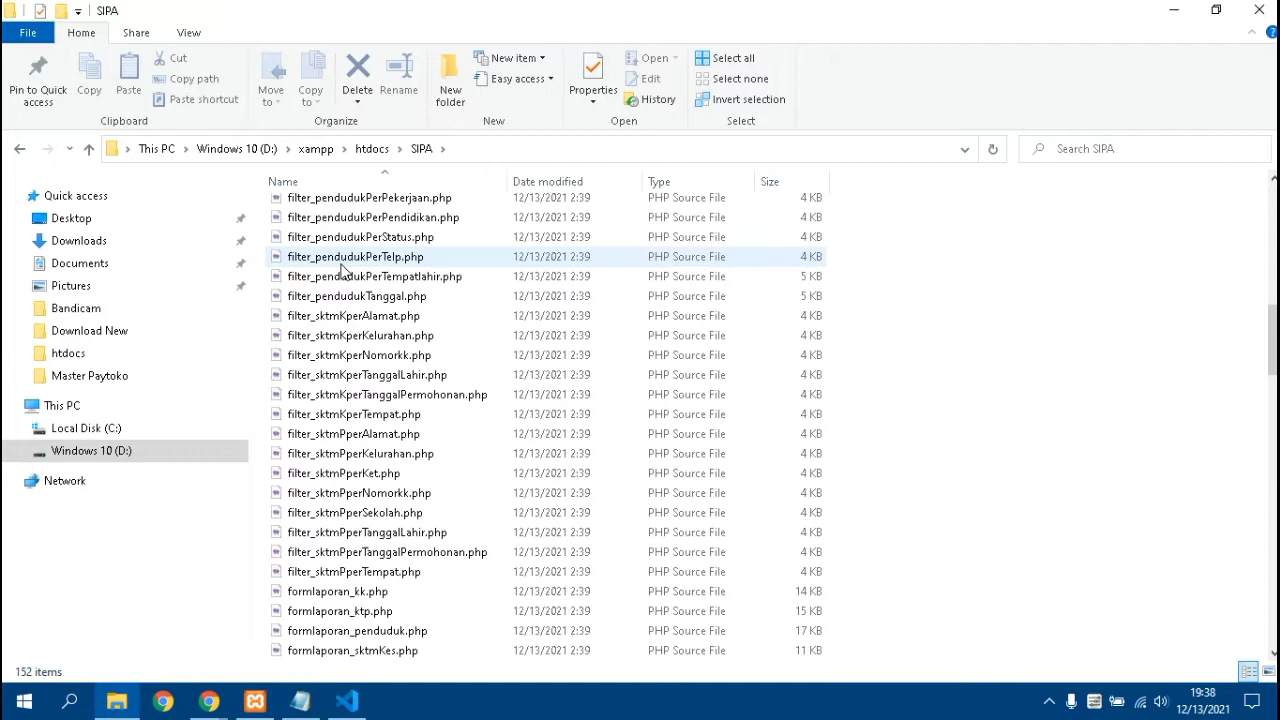 SIPA
File Home Share View
Pin to Quick access
Copy
Paste
Cut
Copy path
Paste shortcut
Clipboard
Move to
Copy to
Delete
Rename
Organize
New folder
New item
Easy access
New
Properties
Open
Edit
History
Open
Select all
Select none
Invert selection
Select
This PC > Windows 10 (D:) > xampp > htdocs > SIPA >
Search SIPA
Quick access
Desktop
Downloads
Documents
Pictures
Bandicam
Download New
htdocs
Master Paytoko
This PC
Local Disk (C:)
Windows 10 (D:)
Network
Name Date modified Type Size
filter_pendudukPerPekerjaan.php 12/13/2021 2:39 PHP Source File 4 KB
filter_pendudukPerPendidikan.php 12/13/2021 2:39 PHP Source File 4 KB
filter_pendudukPerStatus.php 12/13/2021 2:39 PHP Source File 4 KB
filter_pendudukPerTelp.php 12/13/2021 2:39 PHP Source File 4 KB
filter_pendudukPerTempatlahir.php 12/13/2021 2:39 PHP Source File 5 KB
filter_pendudukTanggal.php 12/13/2021 2:39 PHP Source File 5 KB
filter_sktmKperAlamat.php 12/13/2021 2:39 PHP Source File 4 KB
filter_sktmKperKelurahan.php 12/13/2021 2:39 PHP Source File 4 KB
filter_sktmKperNomorkk.php 12/13/2021 2:39 PHP Source File 4 KB
filter_sktmKperTanggalLahir.php 12/13/2021 2:39 PHP Source File 4 KB
filter_sktmKperTanggalPermohonan.php 12/13/2021 2:39 PHP Source File 4 KB
filter_sktmKperTempat.php 12/13/2021 2:39 PHP Source File 4 KB
filter_sktmPperAlamat.php 12/13/2021 2:39 PHP Source File 4 KB
filter_sktmPperKelurahan.php 12/13/2021 2:39 PHP Source File 4 KB
filter_sktmPperKet.php 12/13/2021 2:39 PHP Source File 4 KB
filter_sktmPperNomorkk.php 12/13/2021 2:39 PHP Source File 4 KB
filter_sktmPperSekolah.php 12/13/2021 2:39 PHP Source File 4 KB
filter_sktmPperTanggalLahir.php 12/13/2021 2:39 PHP Source File 4 KB
filter_sktmPperTanggalPermohonan.php 12/13/2021 2:39 PHP Source File 4 KB
filter_sktmPperTempat.php 12/13/2021 2:39 PHP Source File 4 KB
formlaporan_kk.php 12/13/2021 2:39 PHP Source File 14 KB
formlaporan_ktp.php 12/13/2021 2:39 PHP Source File 15 KB
formlaporan_penduduk.php 12/13/2021 2:39 PHP Source File 17 KB
formlaporan_sktmKes.php 12/13/2021 2:39 PHP Source File 11 KB
152 items
19:38
12/13/2021